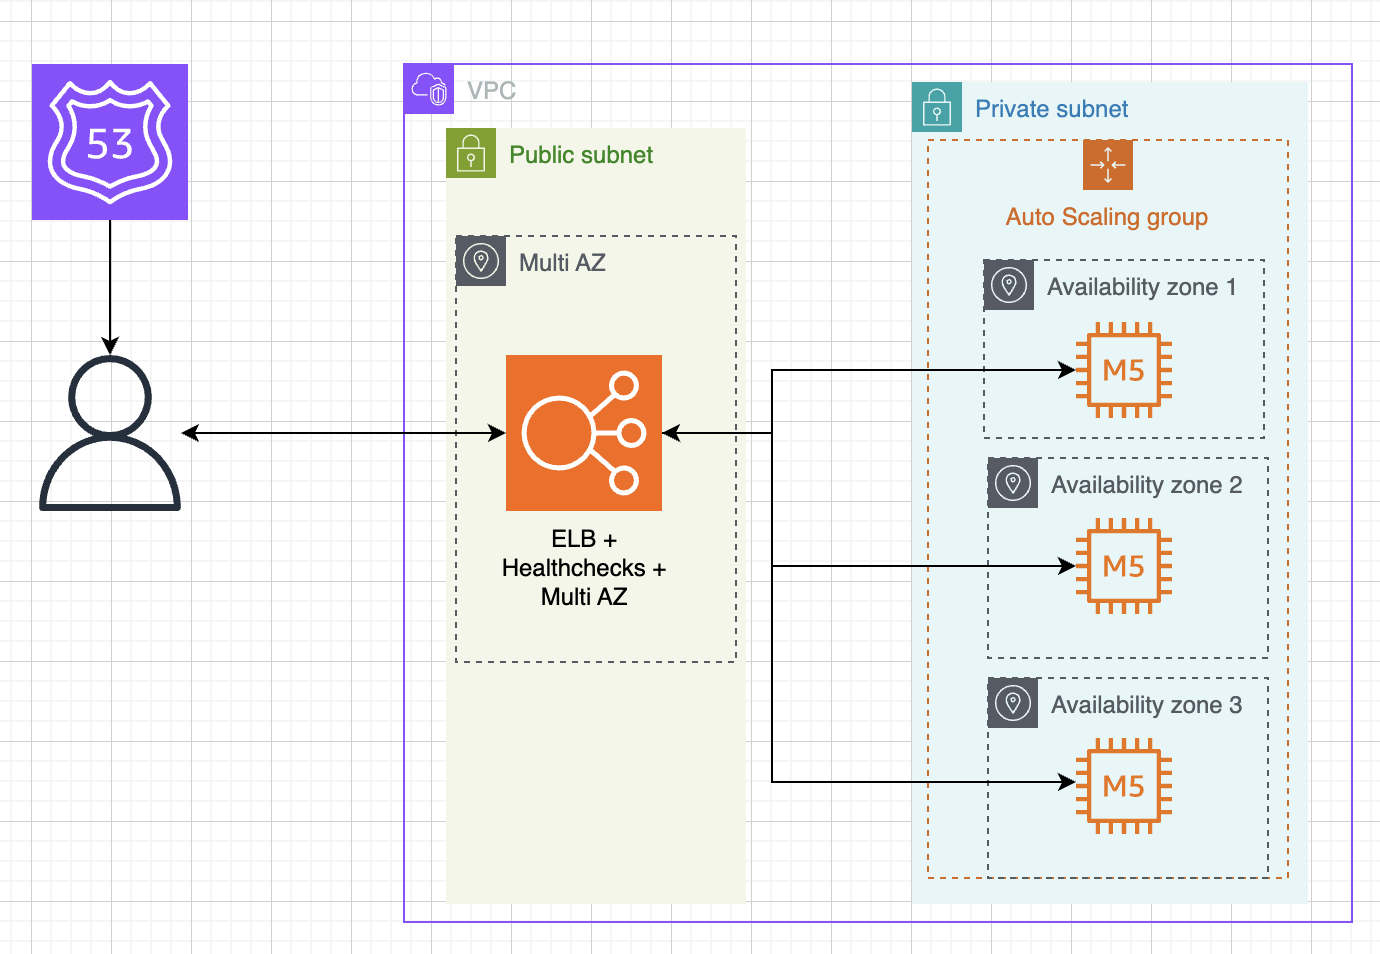 53
VPC
Public subnet
Multi AZ
ELB +
Healthchecks +
Multi AZ
Private subnet
Auto Scaling group
Availability zone 1
M5
Availability zone 2
M5
Availability zone 3
M5